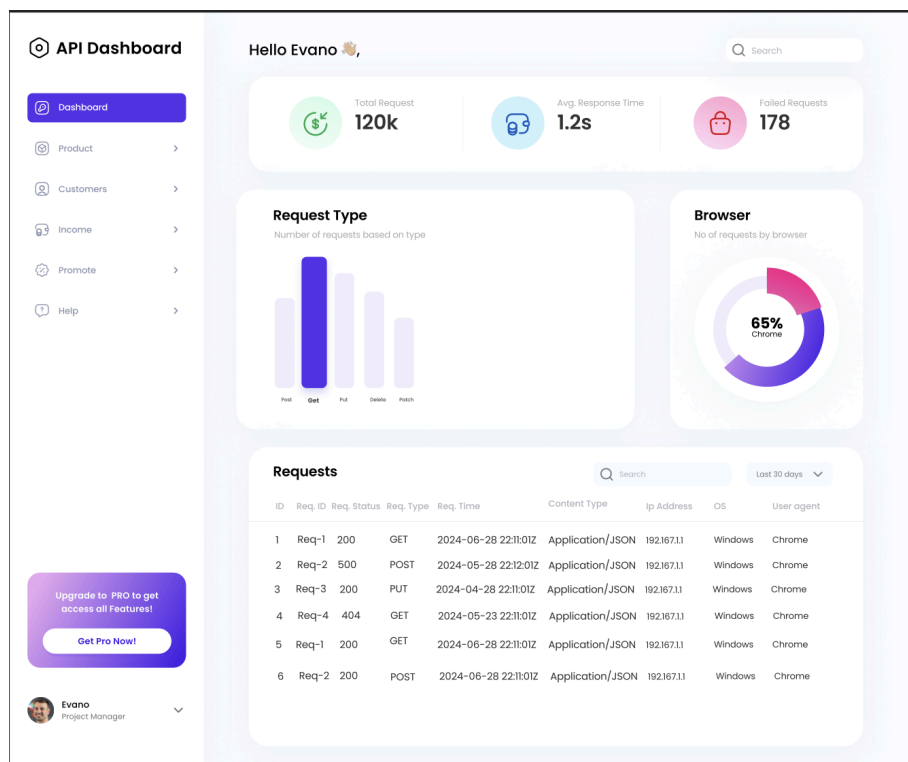 API Dashboard
Dashboard
Product
Customers
Income
Promote
Help
Upgrade to PRO to get
access all Features!
Get Pro Now!
Evano
Project Manager
Hello Evano 👋🏼,
Search
Total Request
120k
Avg. Response Time
1.2s
Failed Requests
178
Request Type
Number of requests based on type
Post Get Put Delete Patch
Browser
No of requests by browser
65%
Chrome
Requests
Search
Last 30 days
ID Req. ID Req. Status Req. Type Req. Time Content Type Ip Address OS User agent
1 Req-1 200 GET 2024-06-28 22:11:01Z Application/JSON 192.167.1.1 Windows Chrome
2 Req-2 500 POST 2024-05-28 22:12:01Z Application/JSON 192.167.1.1 Windows Chrome
3 Req-3 200 PUT 2024-04-28 22:11:01Z Application/JSON 192.167.1.1 Windows Chrome
4 Req-4 404 GET 2024-05-23 22:11:01Z Application/JSON 192.167.1.1 Windows Chrome
5 Req-1 200 GET 2024-06-28 22:11:01Z Application/JSON 192.167.1.1 Windows Chrome
6 Req-2 200 POST 2024-06-28 22:11:01Z Application/JSON 192.167.1.1 Windows Chrome